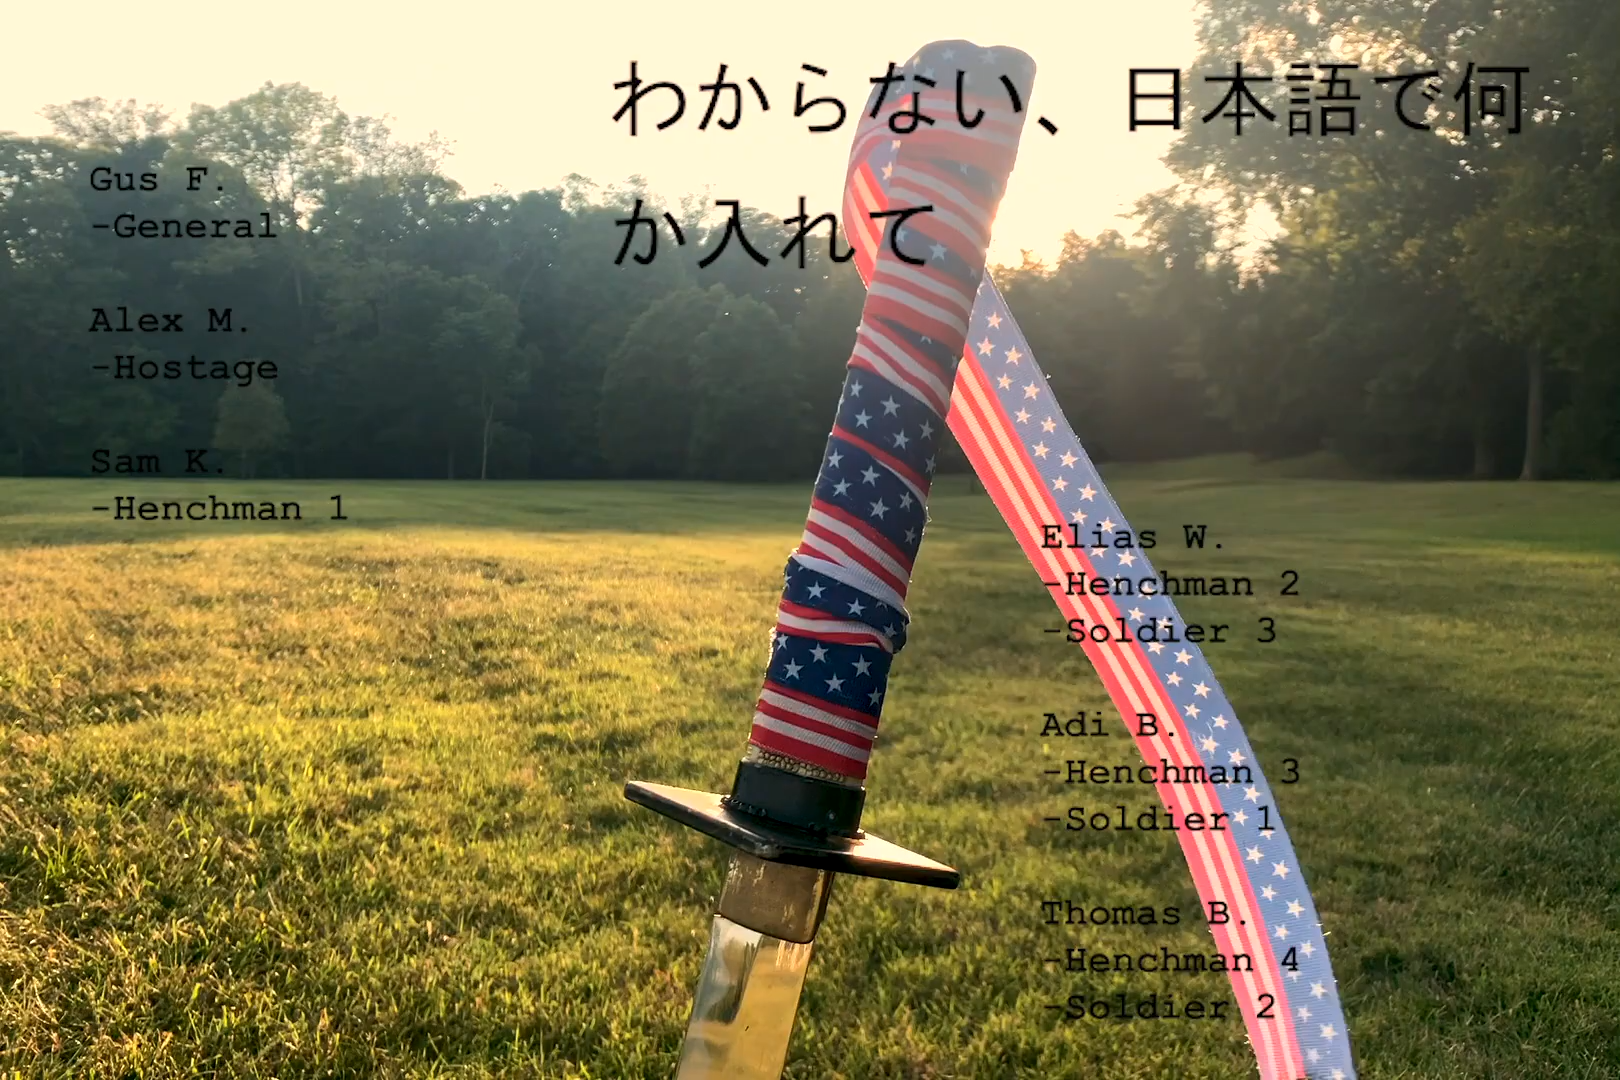 わからない、日本語で何
か入れて
Gus F.
-General
Alex M.
-Hostage
Sam K.
-Henchman 1
Elias W.
-Henchman 2
-Soldier 3
Adi B.
-Henchman 3
-Soldier 1
Thomas B.
-Henchman 4
-Soldier 2